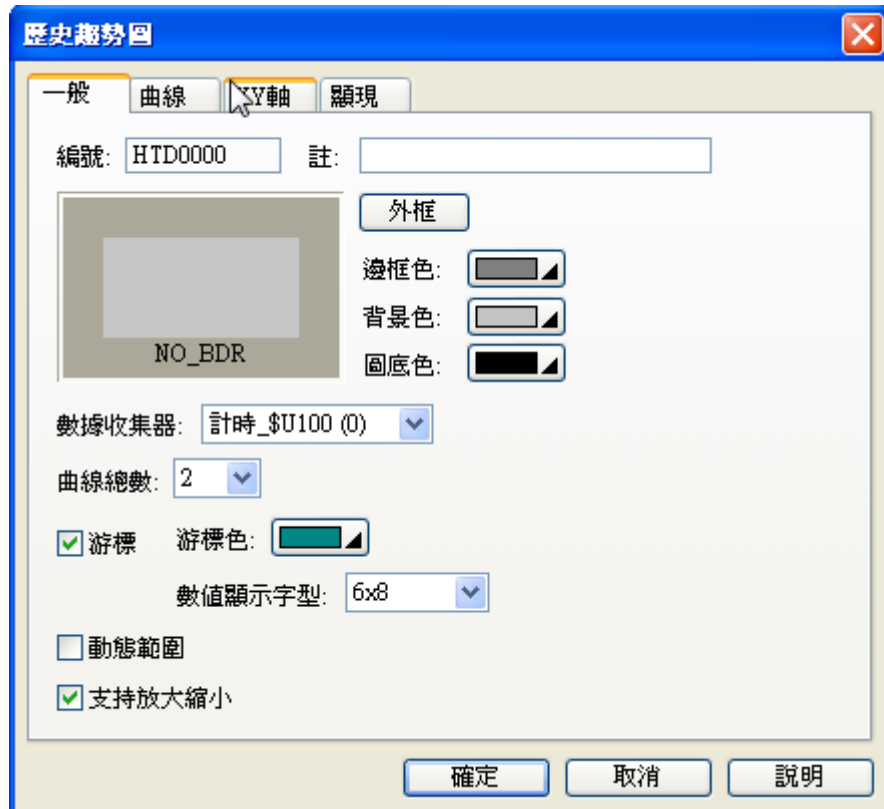 歷史趨勢圖
一般 曲線 XY軸 顯現
編號: HTD0000 註:
外框
邊框色:
背景色:
圖底色:
NO_BDR
數據收集器: 計時_$U100 (0)
曲線總數: 2
游標 游標色:
數值顯示字型: 6x8
動態範圍
支持放大縮小
確定 取消 說明